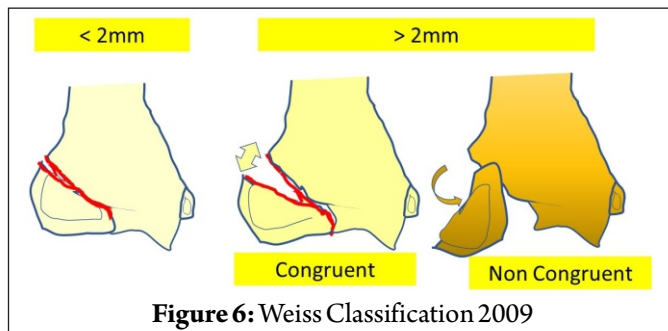 < 2mm
> 2mm
Congruent
Non Congruent
Figure 6: Weiss Classification 2009